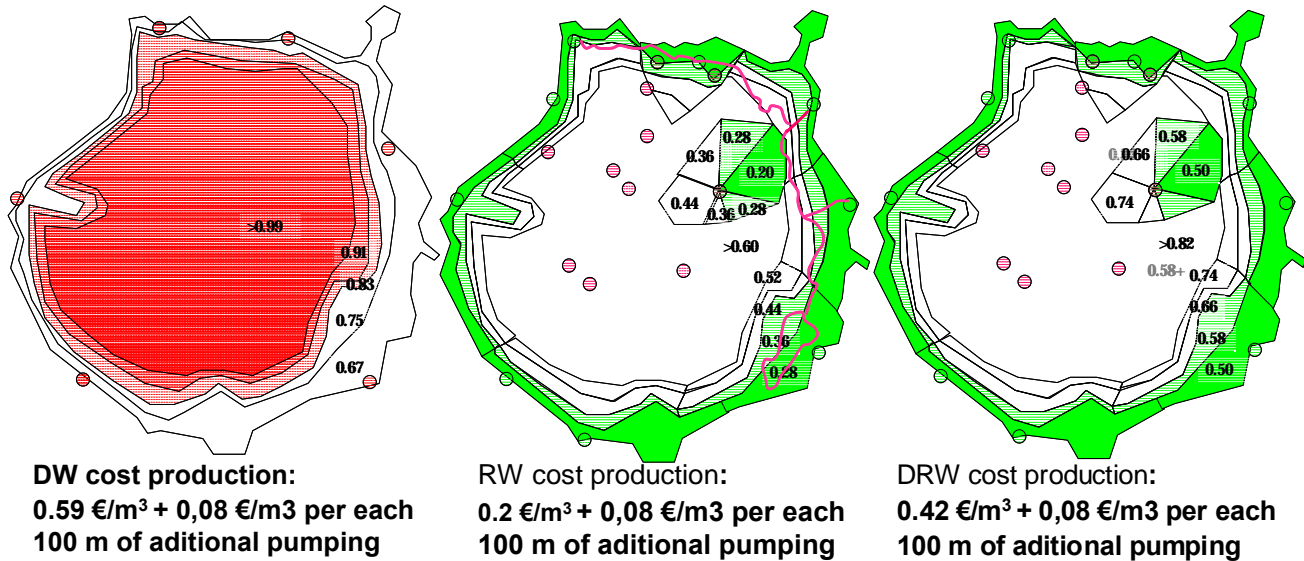 >0.99
0.91
0.83
0.75
0.67
DW cost production:
0.59 €/m³ + 0,08 €/m3 per each
100 m of aditional pumping
0.28
0.36
0.20
0.44
0.36
0.28
>0.60
0.52
0.44
0.36
0.28
RW cost production:
0.2 €/m³ + 0,08 €/m3 per each
100 m of aditional pumping
0.58
0.66
0.50
0.74
>0.82
0.58+
0.74
0.66
0.58
0.50
DRW cost production:
0.42 €/m³ + 0,08 €/m3 per each
100 m of aditional pumping